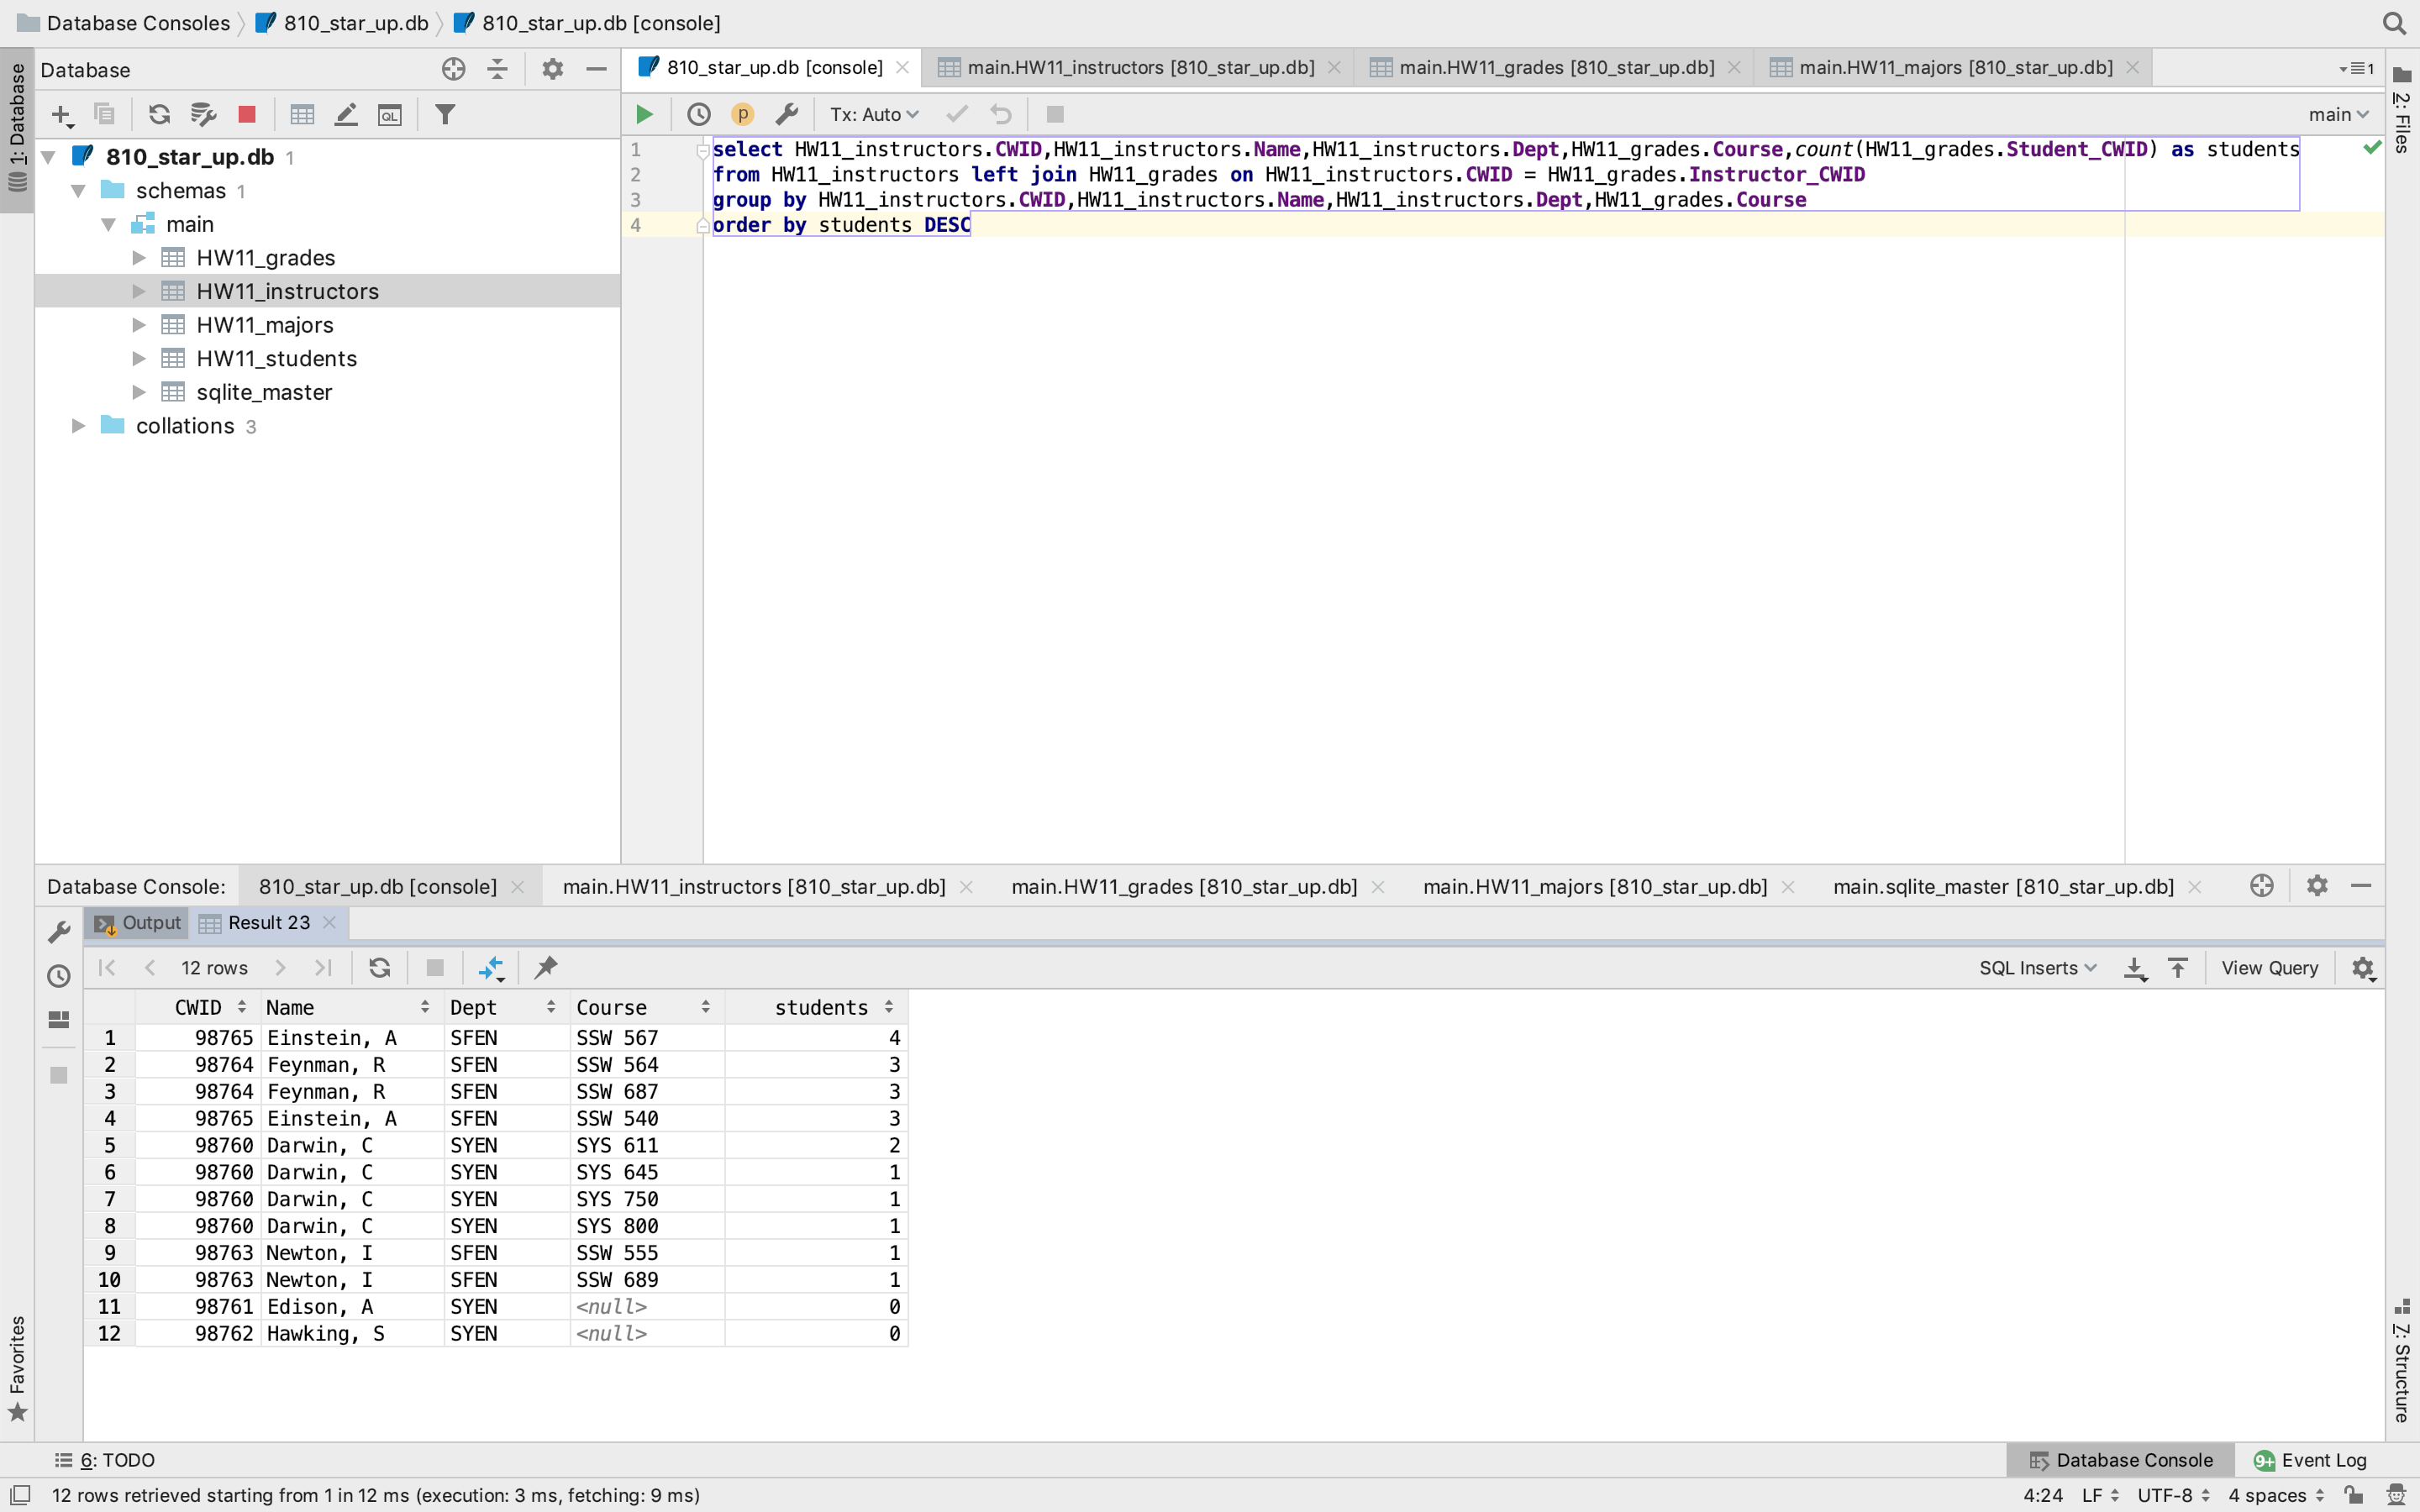 Database Consoles 810_star_up.db 810_star_up.db [console]
1: Database
Database
810_star_up.db 1
schemas 1
main
HW11_grades
HW11_instructors
HW11_majors
HW11_students
sqlite_master
collations 3
QL
810_star_up.db [console] main.HW11_instructors [810_star_up.db] main.HW11_grades [810_star_up.db] main.HW11_majors [810_star_up.db] 1
p Tx: Auto main
1 select HW11_instructors.CWID,HW11_instructors.Name,HW11_instructors.Dept,HW11_grades.Course,count(HW11_grades.Student_CWID) as students
2 from HW11_instructors left join HW11_grades on HW11_instructors.CWID = HW11_grades.Instructor_CWID
3 group by HW11_instructors.CWID,HW11_instructors.Name,HW11_instructors.Dept,HW11_grades.Course
4 order by students DESC
2: Files
Database Console: 810_star_up.db [console] main.HW11_instructors [810_star_up.db] main.HW11_grades [810_star_up.db] main.HW11_majors [810_star_up.db] main.sqlite_master [810_star_up.db]
Output Result 23
12 rows SQL Inserts View Query
CWID Name Dept Course students
1 98765 Einstein, A SFEN SSW 567 4
2 98764 Feynman, R SFEN SSW 564 3
3 98764 Feynman, R SFEN SSW 687 3
4 98765 Einstein, A SFEN SSW 540 3
5 98760 Darwin, C SYEN SYS 611 2
6 98760 Darwin, C SYEN SYS 645 1
7 98760 Darwin, C SYEN SYS 750 1
8 98760 Darwin, C SYEN SYS 800 1
9 98763 Newton, I SFEN SSW 555 1
10 98763 Newton, I SFEN SSW 689 1
11 98761 Edison, A SYEN <null> 0
12 98762 Hawking, S SYEN <null> 0
Favorites
7: Structure
6: TODO Database Console 9+ Event Log
12 rows retrieved starting from 1 in 12 ms (execution: 3 ms, fetching: 9 ms) 4:24 LF UTF-8 4 spaces